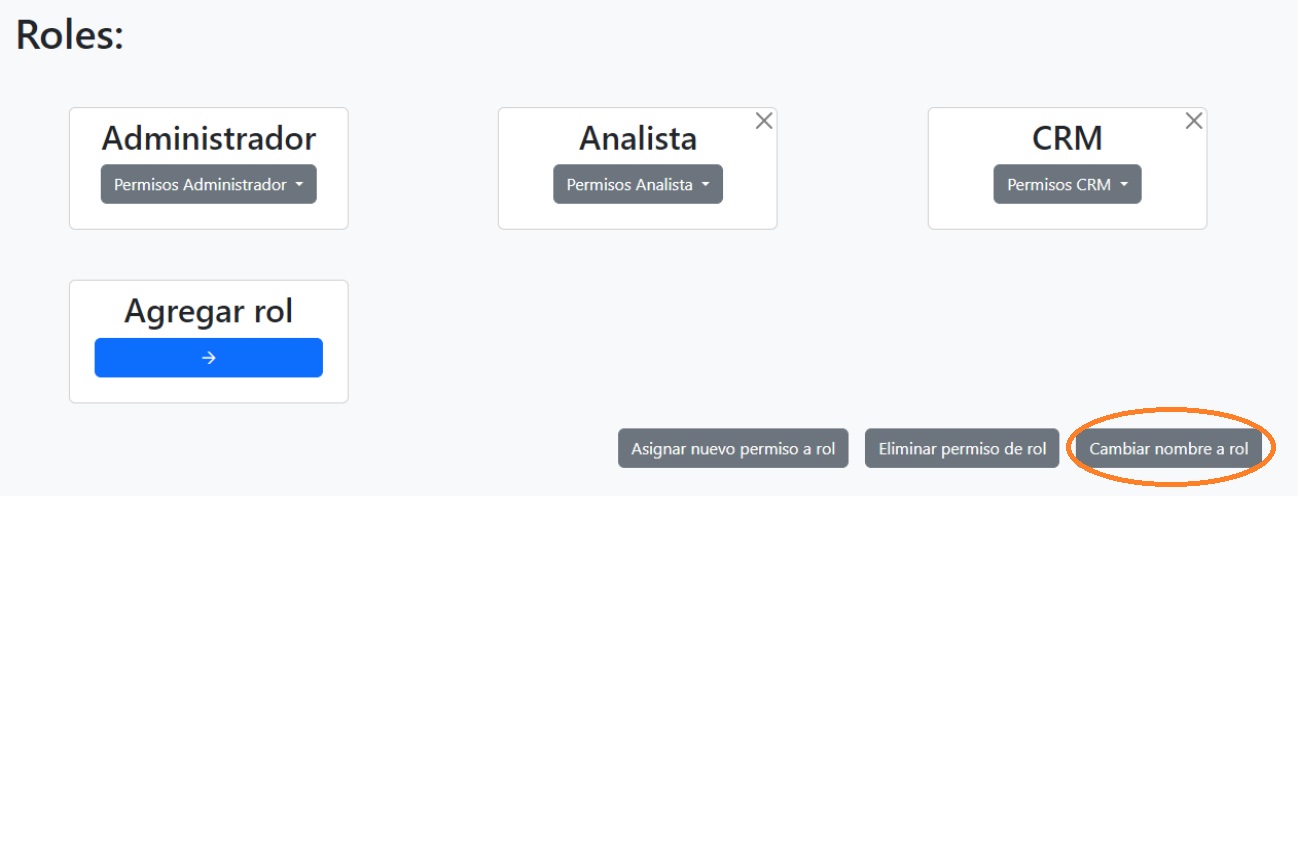 Roles:
Administrador
Permisos Administrador
Analista
Permisos Analista
CRM
Permisos CRM
Agregar rol
Asignar nuevo permiso a rol
Eliminar permiso de rol
Cambiar nombre a rol